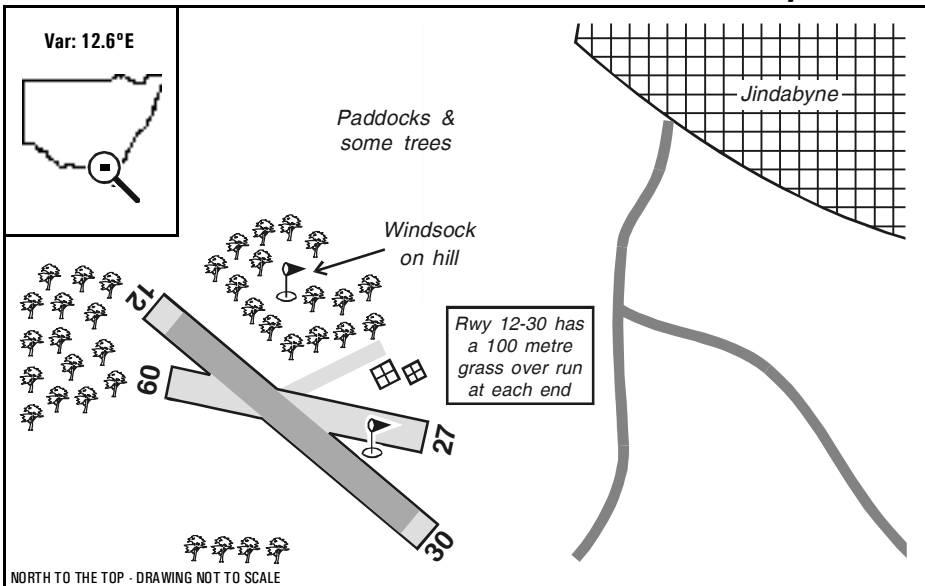 Var: 12.6°E
Jindabyne
Paddocks &
some trees
Windsock
on hill
12
Rwy 12-30 has
a 100 metre
grass over run
at each end
09
27
30
NORTH TO THE TOP - DRAWING NOT TO SCALE